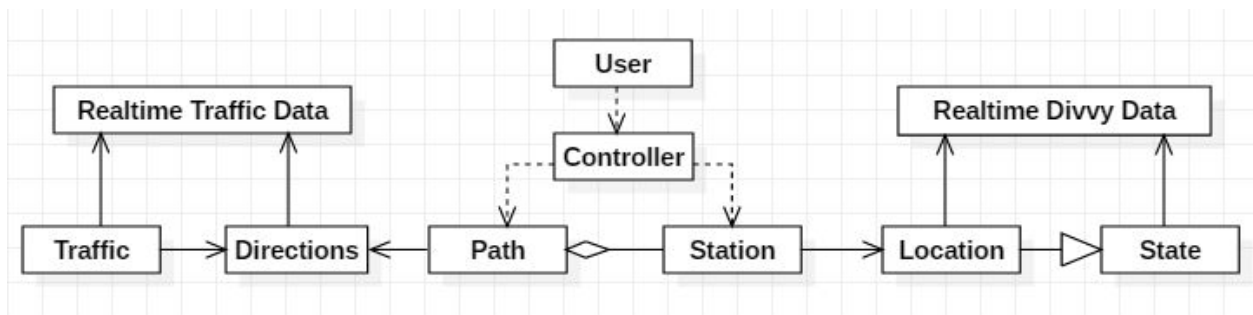 User
Realtime Traffic Data
Realtime Divvy Data
Controller
Traffic
Directions
Path
Station
Location
State